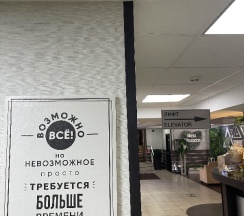 ВОЗМОЖНО
ВСЁ!
на
НЕВОЗМОЖНОЕ
просто
ТРЕБУЕТСЯ
БОЛЬШЕ
ВРЕМЕНИ
ЛИФТ
ELEVATOR